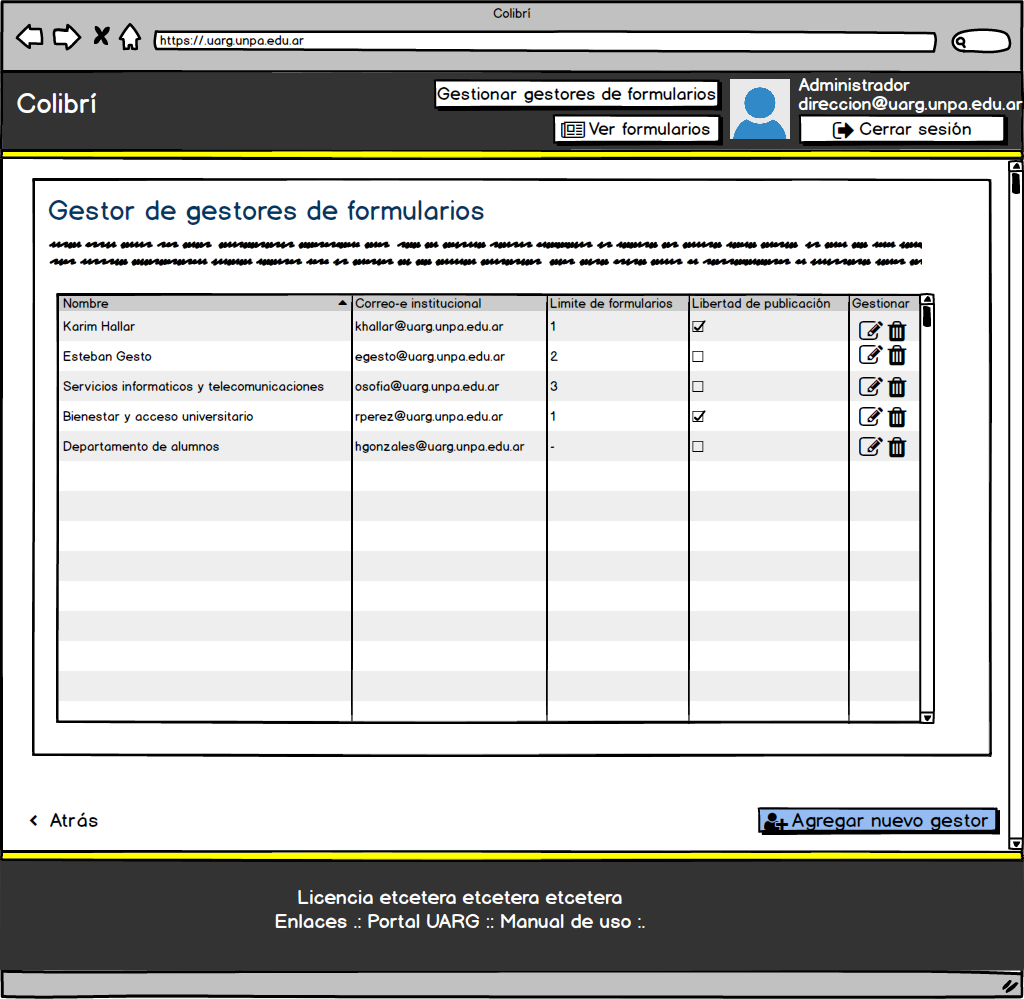 Colibrí
https://.uarg.unpa.edu.ar
Colibrí
Gestionar gestores de formularios
Ver formularios
Administrador
direccion@uarg.unpa.edu.ar
Cerrar sesión
Gestor de gestores de formularios
Nombre Correo-e institucional Limite de formularios Libertad de publicación Gestionar
Karim Hallar khallar@uarg.unpa.edu.ar 1
Esteban Gesto egesto@uarg.unpa.edu.ar 2
Servicios informaticos y telecomunicaciones osofia@uarg.unpa.edu.ar 3
Bienestar y acceso universitario rperez@uarg.unpa.edu.ar 1
Departamento de alumnos hgonzales@uarg.unpa.edu.ar -
Atrás
Agregar nuevo gestor
Licencia etcetera etcetera etcetera
Enlaces .: Portal UARG :: Manual de uso :.